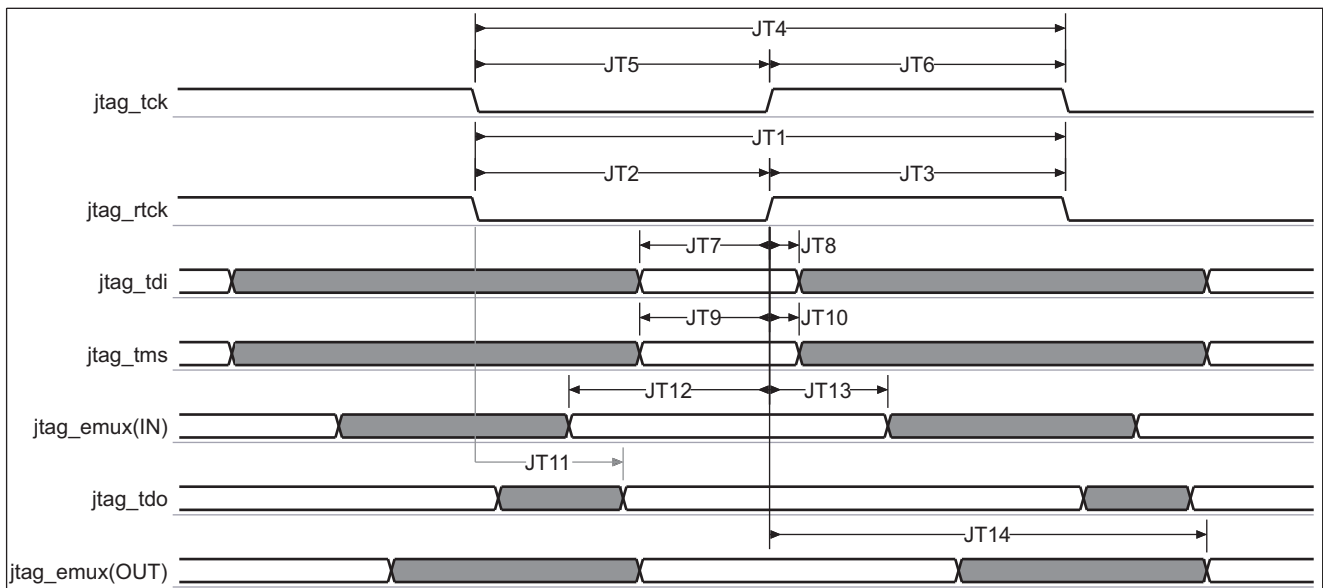 JT4
JT5 JT6
jtag_tck
JT1
JT2 JT3
jtag_rtck
JT7 JT8
jtag_tdi
JT9 JT10
jtag_tms
JT12 JT13
jtag_emux(IN)
JT11
jtag_tdo
JT14
jtag_emux(OUT)